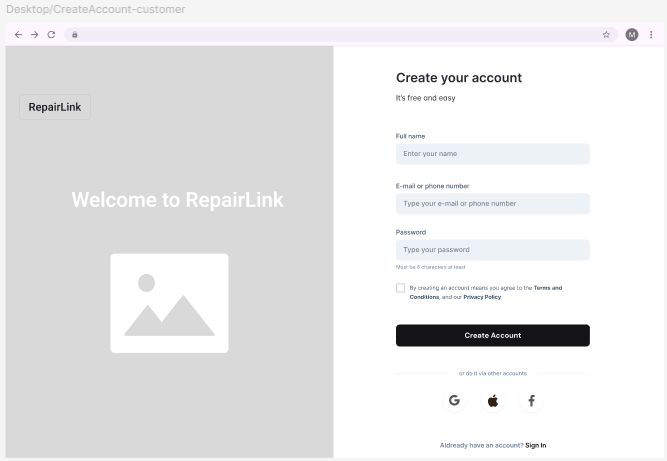 Desktop/CreateAccount-customer
M
RepairLink
Welcome to RepairLink
Create your account
It's free and easy
Full name
Enter your name
E-mail or phone number
Type your e-mail or phone number
Password
Type your password
Must be 8 characters at least
By creating an account means you agree to the Terms and
Conditions, and our Privacy Policy
Create Account
or do it via other accounts
G
f
Aldready have an account? Sign In